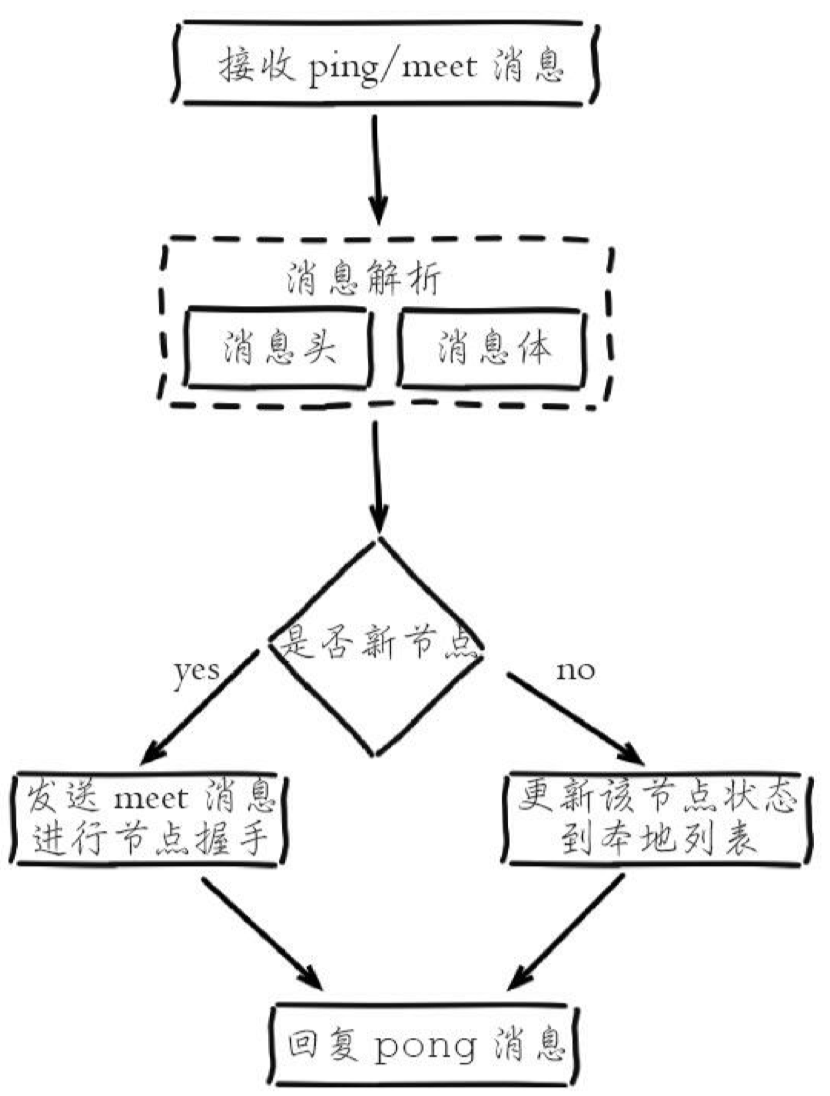 接收 ping/meet 消息
消息解析
消息头
消息体
是否新节点
yes
no
发送 meet 消息
进行节点握手
更新该节点状态
到本地列表
回复 pong 消息